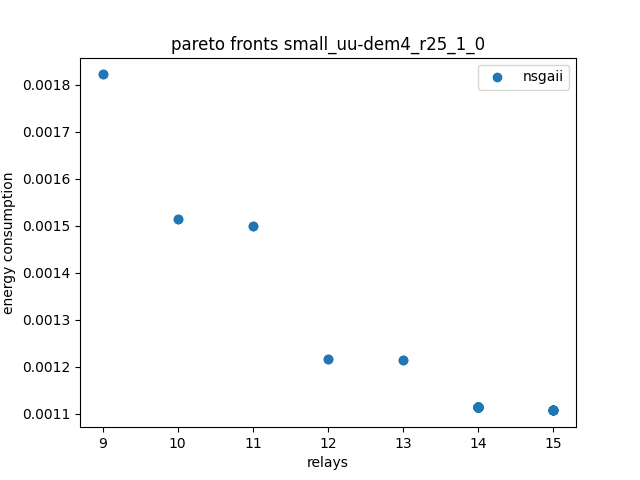 pareto fronts small_uu-dem4_r25_1_0
nsgaii
0.0018
0.0017
0.0016
0.0015
0.0014
0.0013
0.0012
0.0011
energy consumption
9 10 11 12 13 14 15
relays